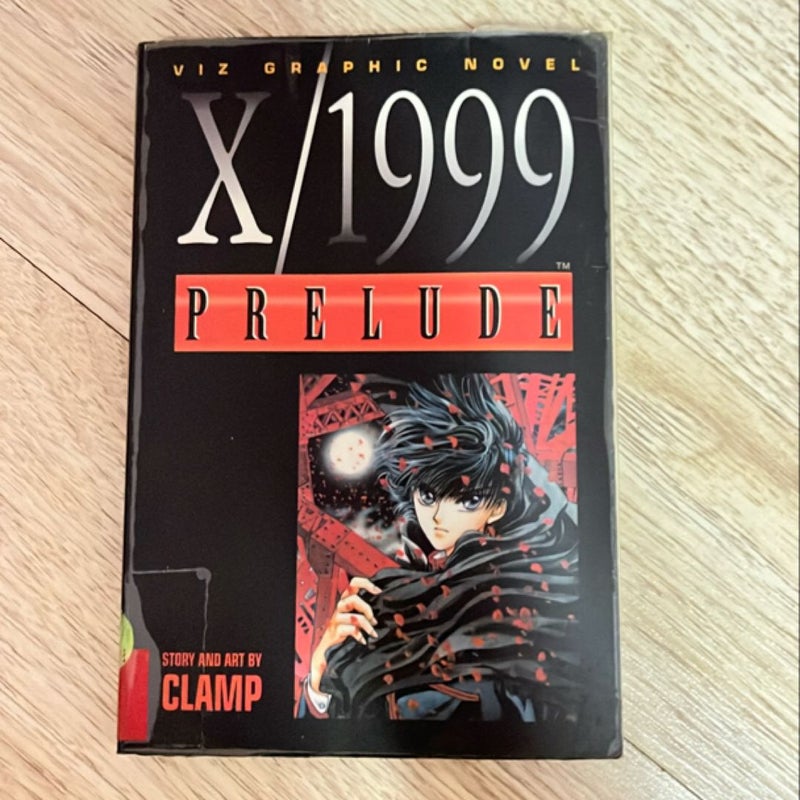 VIZ GRAPHIC NOVEL
X/1999
TM
PRELUDE
STORY AND ART BY
CLAMP